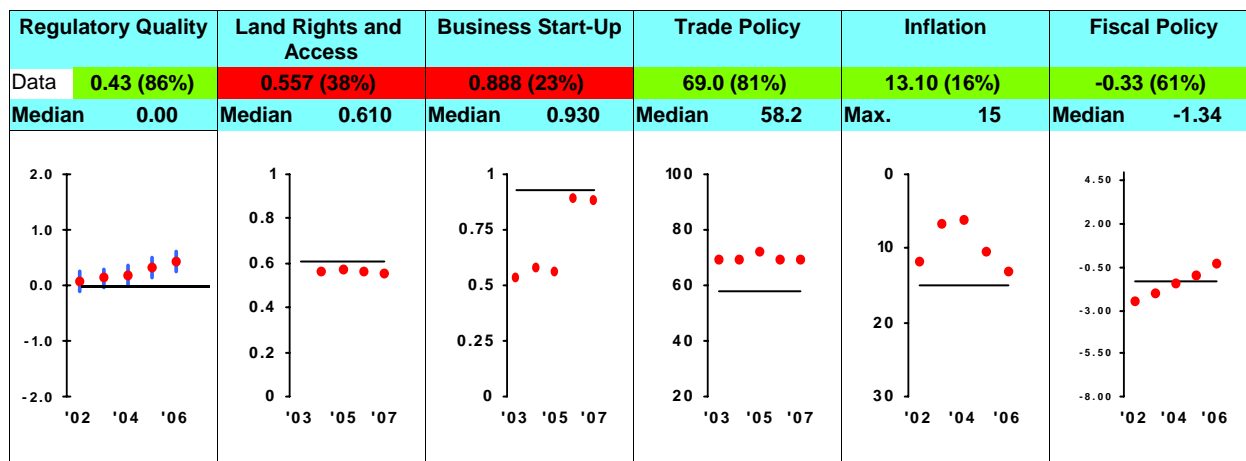 Regulatory Quality
Land Rights and
Access
Business Start-Up
Trade Policy
Inflation
Fiscal Policy
Data 0.43 (86%)
0.557 (38%)
0.888 (23%)
69.0 (81%)
13.10 (16%)
-0.33 (61%)
Median 0.00
Median 0.610
Median 0.930
Median 58.2
Max. 15
Median -1.34
2.0
1.0
0.0
-1.0
-2.0
'02 '04 '06
1
0.8
0.6
0.4
0.2
0
'03 '05 '07
1
0.75
0.5
0.25
0
'03 '05 '07
100
80
60
40
20
'03 '05 '07
0
10
20
30
'02 '04 '06
4.50
2.00
-0.50
-3.00
-5.50
-8.00
'02 '04 '06